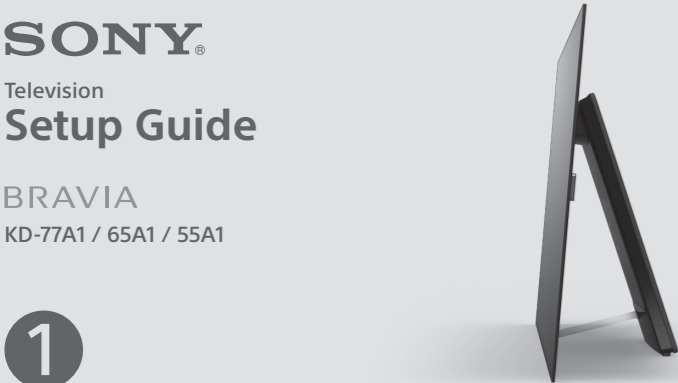 SONY®
Television
Setup Guide
BRAVIA
KD-77A1 / 65A1 / 55A1
1